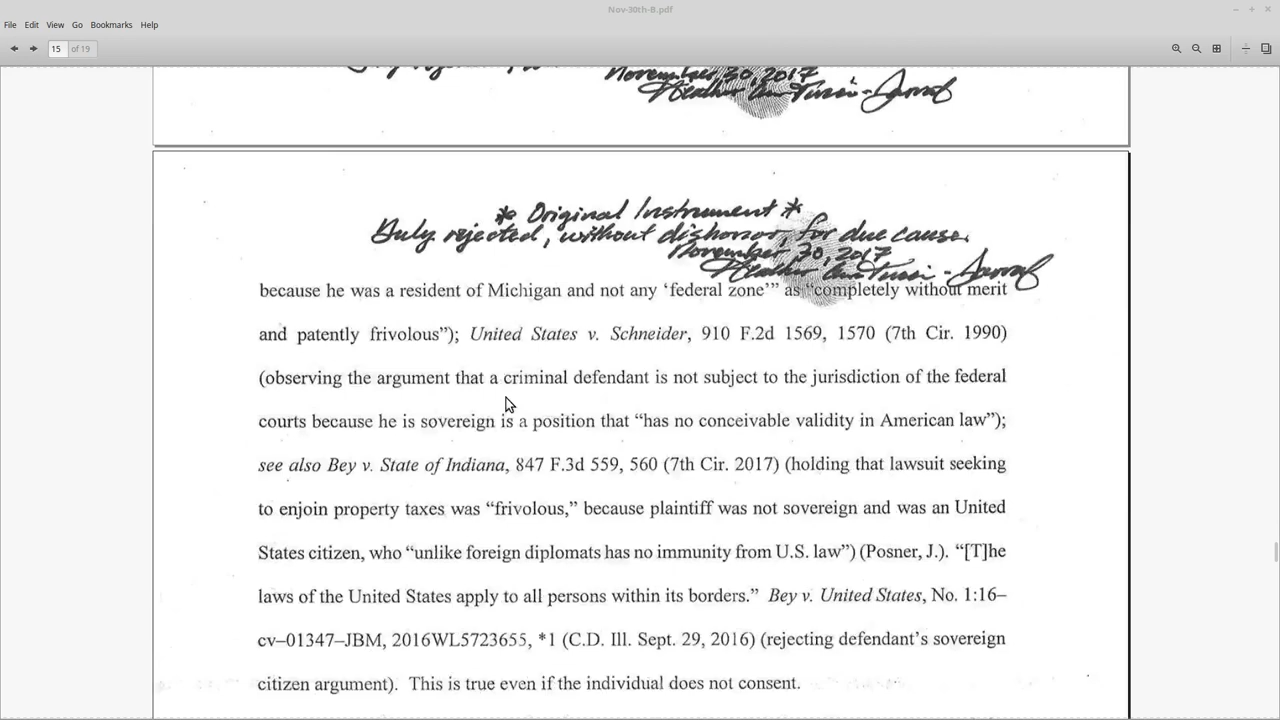 Nov-30th-B.pdf
File Edit View Go Bookmarks Help
15 of 19
November 30, 2017
* Original Instrument *
Duly rejected, without dishonor, for due cause.
November 30, 2017
because he was a resident of Michigan and not any ‘federal zone’” as “completely without merit
and patently frivolous”); United States v. Schneider, 910 F.2d 1569, 1570 (7th Cir. 1990)
(observing the argument that a criminal defendant is not subject to the jurisdiction of the federal
courts because he is sovereign is a position that “has no conceivable validity in American law”);
see also Bey v. State of Indiana, 847 F.3d 559, 560 (7th Cir. 2017) (holding that lawsuit seeking
to enjoin property taxes was “frivolous,” because plaintiff was not sovereign and was an United
States citizen, who “unlike foreign diplomats has no immunity from U.S. law”) (Posner, J.). “[T]he
laws of the United States apply to all persons within its borders.” Bey v. United States, No. 1:16–
cv–01347–JBM, 2016WL5723655, *1 (C.D. Ill. Sept. 29, 2016) (rejecting defendant’s sovereign
citizen argument). This is true even if the individual does not consent.